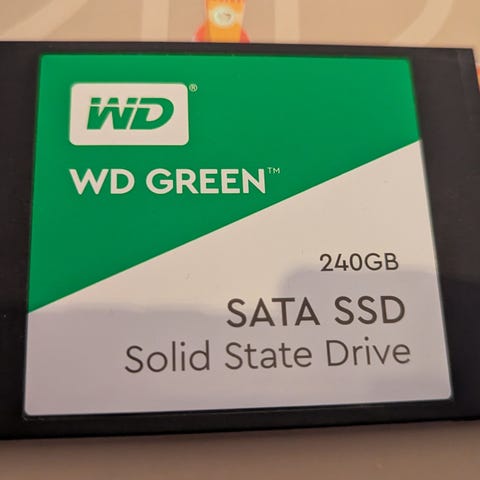 WD®
WD GREEN™
240GB
SATA SSD
Solid State Drive